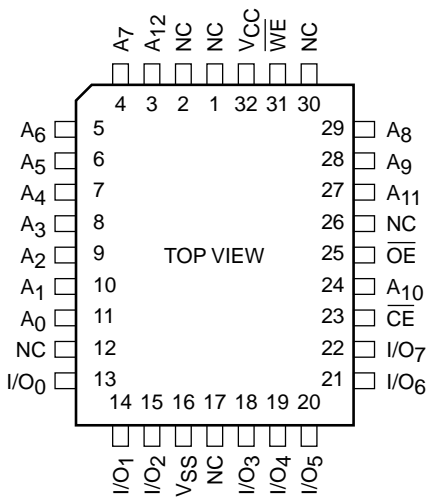 A7 A12 NC NC VCC W̅E̅ NC
4 3 2 1 32 31 30
A6 5 29 A8
A5 6 28 A9
A4 7 27 A11
A3 8 26 NC
A2 9 TOP VIEW 25 O̅E̅
A1 10 24 A10
A0 11 23 C̅E̅
NC 12 22 I/O7
I/O0 13 21 I/O6
14 15 16 17 18 19 20
I/O1 I/O2 VSS NC I/O3 I/O4 I/O5